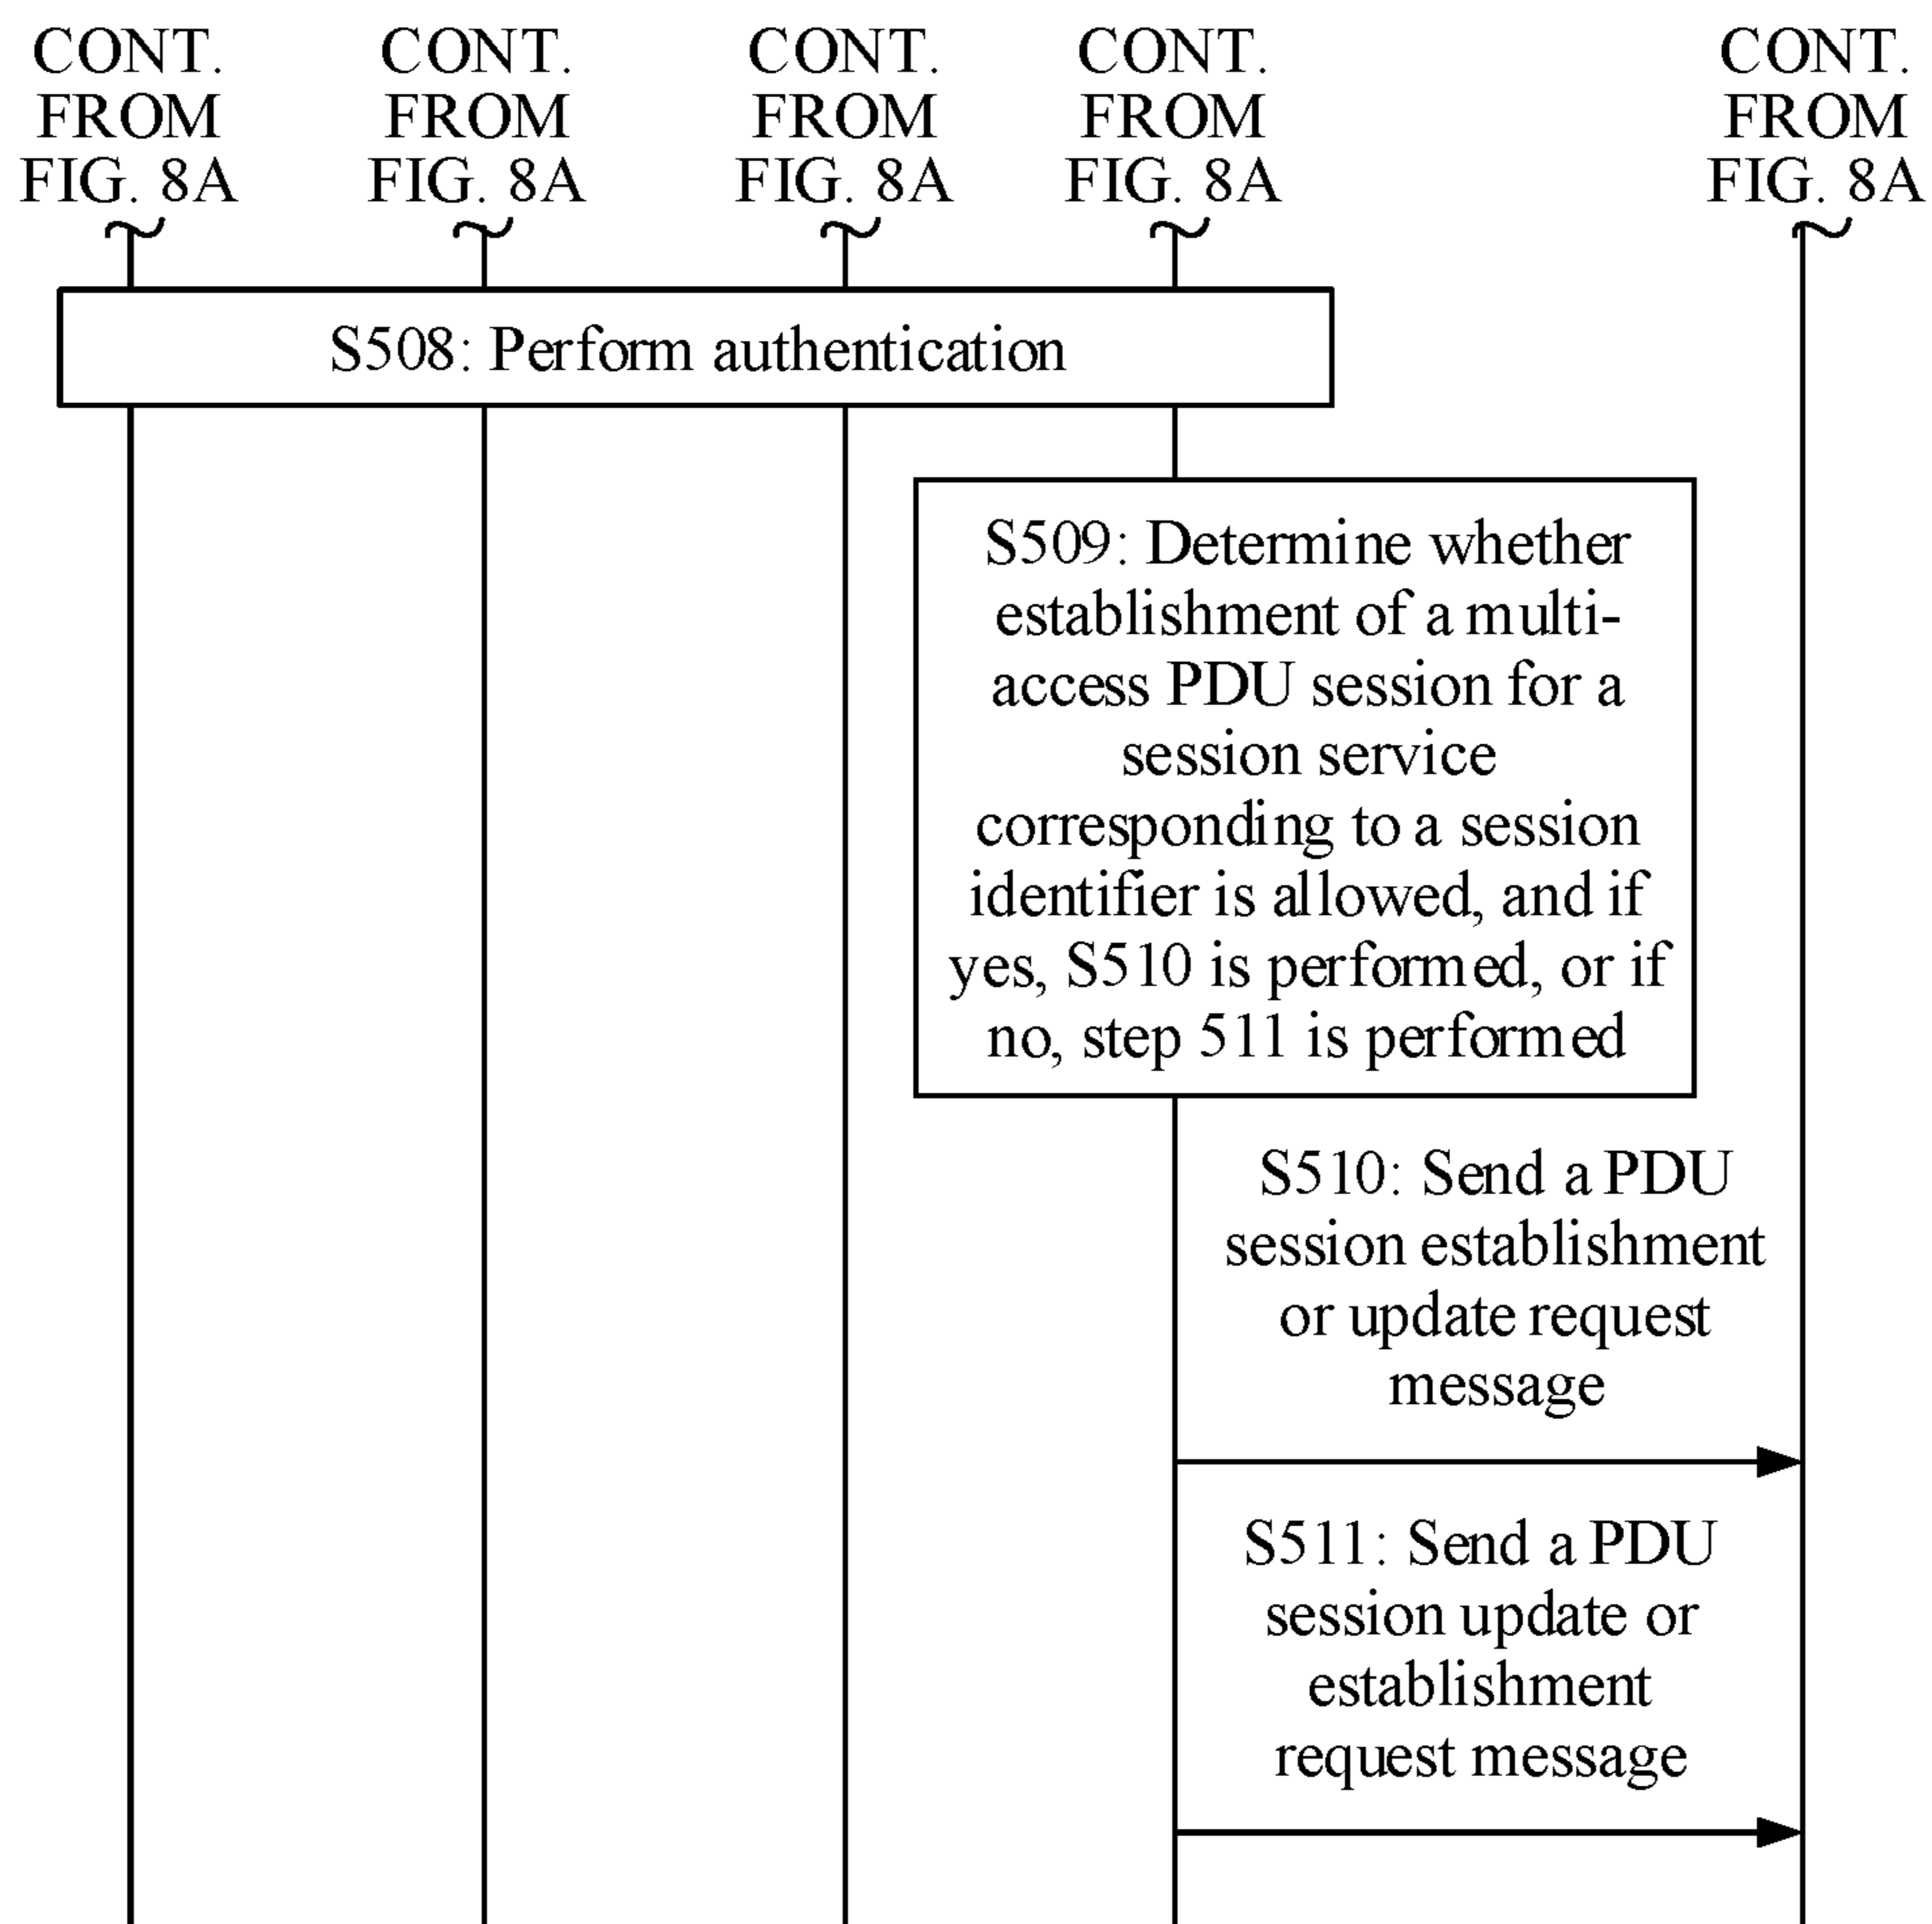 CONT. FROM FIG. 8A
CONT. FROM FIG. 8A
CONT. FROM FIG. 8A
CONT. FROM FIG. 8A
CONT. FROM FIG. 8A
S508: Perform authentication
S509: Determine whether
establishment of a multi-
access PDU session for a
session service
corresponding to a session
identifier is allowed, and if
yes, S510 is performed, or if
no, step 511 is performed
S510: Send a PDU
session establishment
or update request
message
S511: Send a PDU
session update or
establishment
request message